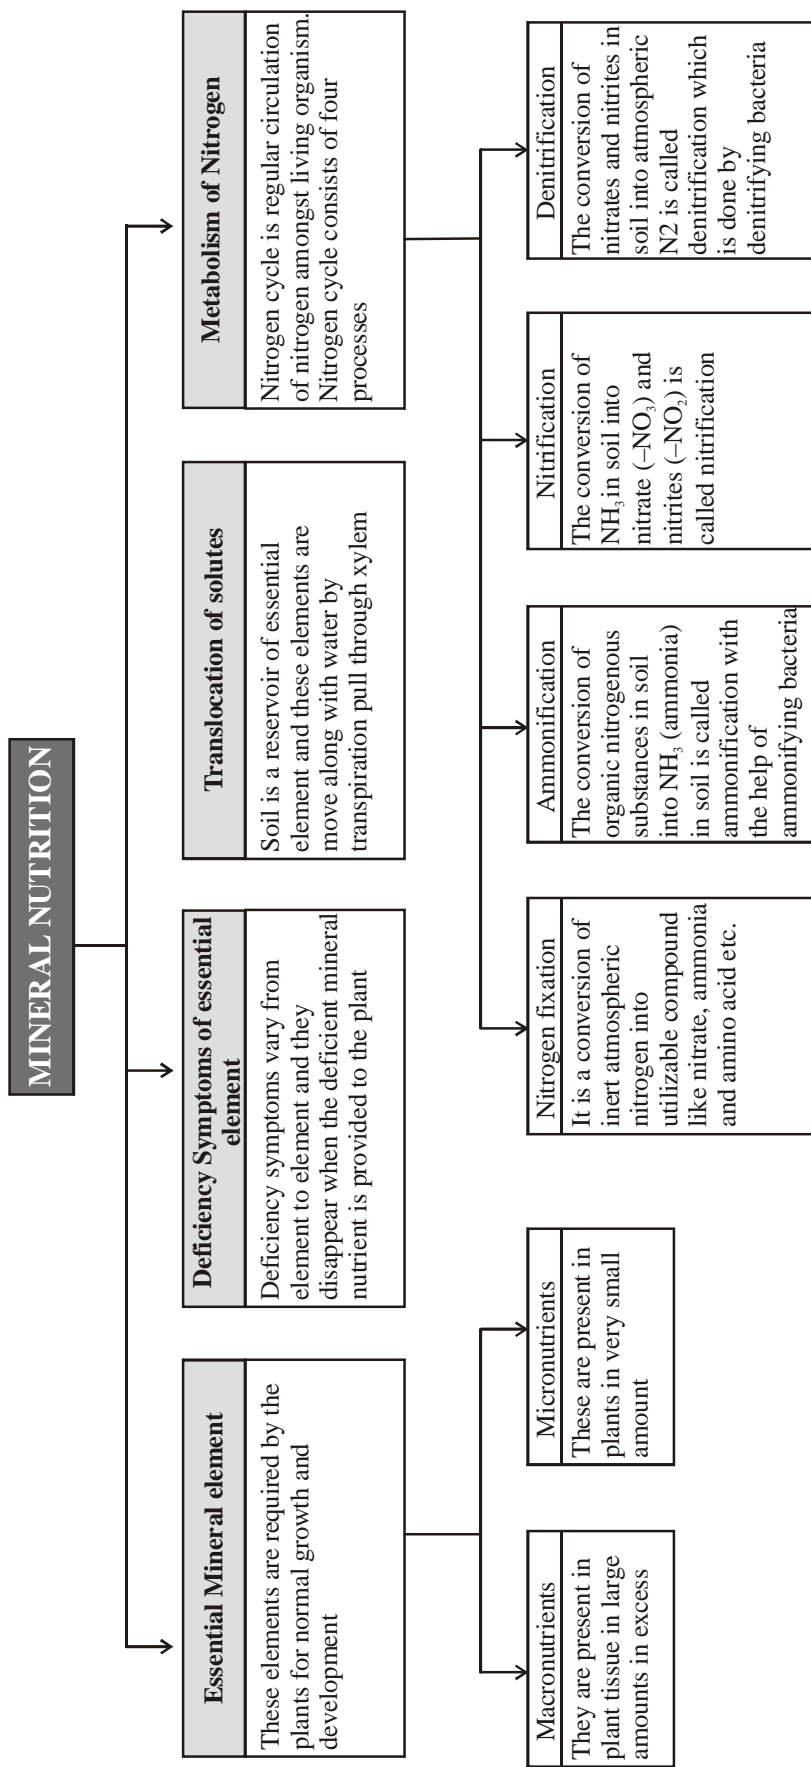 MINERAL NUTRITION
Essential Mineral element
These elements are required by the
plants for normal growth and
development
Deficiency Symptoms of essential
element
Deficiency symptoms vary from
element to element and they
disappear when the deficient mineral
nutrient is provided to the plant
Translocation of solutes
Soil is a reservoir of essential
element and these elements are
move along with water by
transpiration pull through xylem
Metabolism of Nitrogen
Nitrogen cycle is regular circulation
of nitrogen amongst living organism.
Nitrogen cycle consists of four
processes
Macronutrients
They are present in
plant tissue in large
amounts in excess
Micronutrients
These are present in
plants in very small
amount
Nitrogen fixation
It is a conversion of
inert atmospheric
nitrogen into
utilizable compound
like nitrate, ammonia
and amino acid etc.
Ammonification
The conversion of
organic nitrogenous
substances in soil
into NH₃ (ammonia)
in soil is called
ammonification with
the help of
ammonifying bacteria
Nitrification
The conversion of
NH₃ in soil into
nitrate (–NO₃) and
nitrites (–NO₂) is
called nitrification
Denitrification
The conversion of
nitrates and nitrites in
soil into atmospheric
N2 is called
denitrification which
is done by
denitrifying bacteria